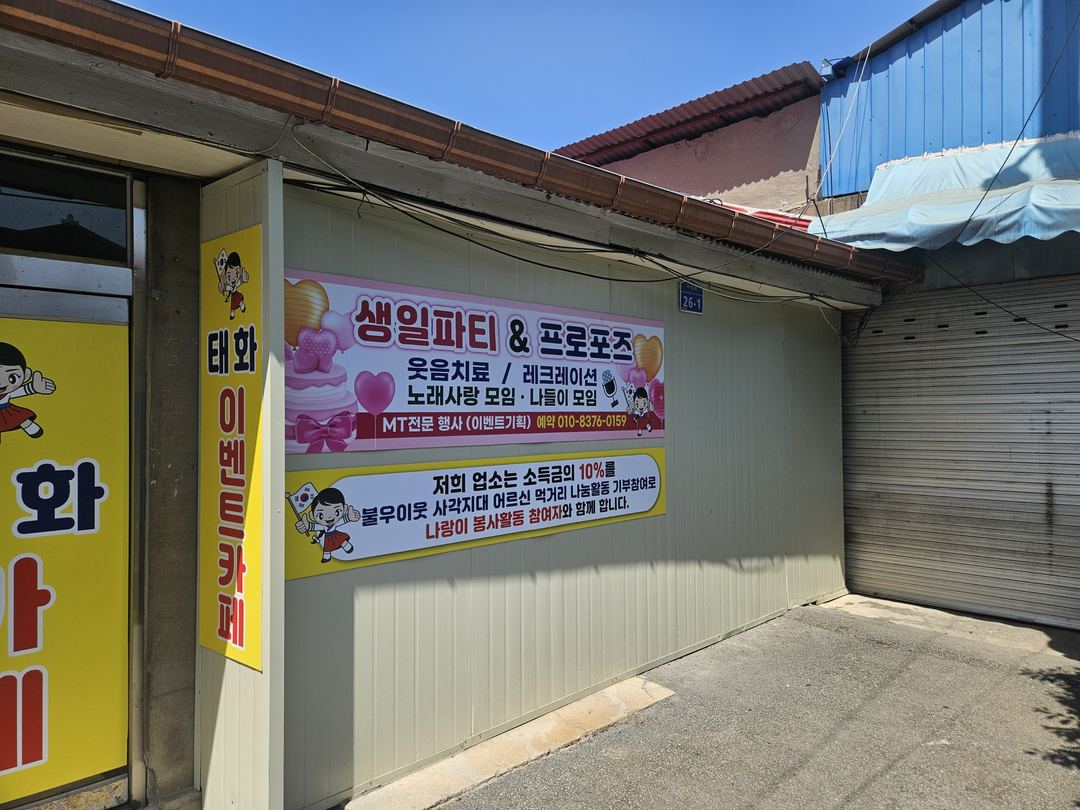 화
태화
이벤트카페
생일파티 & 프로포즈
웃음치료 / 레크레이션
노래사랑 모임 · 나들이 모임
MT전문 행사 (이벤트기획) 예약 010-8376-0159
26-1
저희 업소는 소득금의 10%를
불우이웃 사각지대 어르신 먹거리 나눔활동 기부참여로
나랑이 봉사활동 참여자와 함께 합니다.